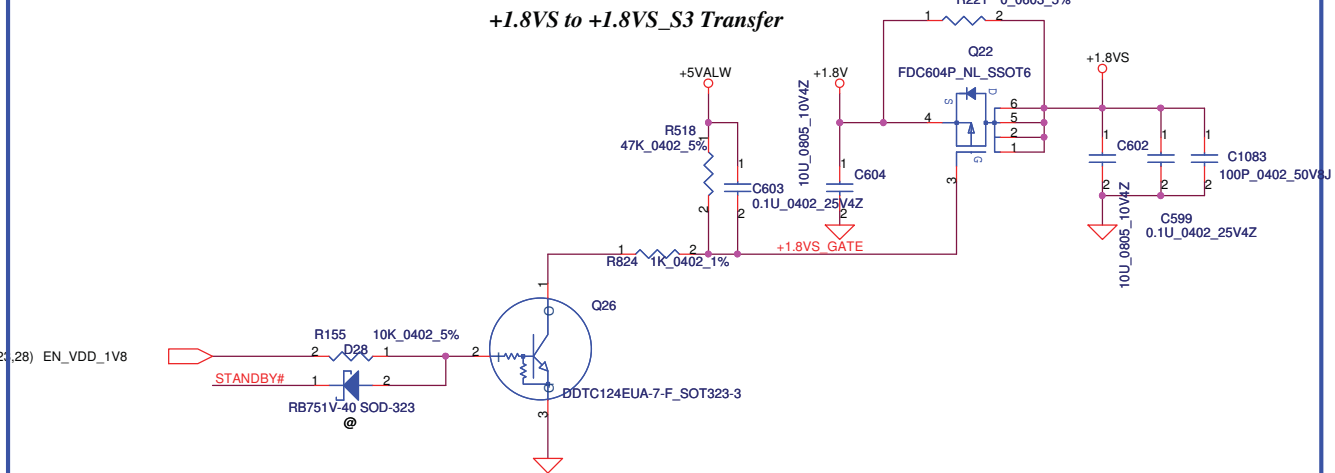 +1.8VS to +1.8VS_S3 Transfer
1
2
Q22
FDC604P_NL_SSOT6
+5VALW
+1.8V
+1.8VS
S
D
G
4
6
5
2
1
3
R518
47K_0402_5%
1
2
1
2
C603
0.1U_0402_25V4Z
10U_0805_10V4Z
1
2
C604
1
2
C602
10U_0805_10V4Z
1
2
C599
0.1U_0402_25V4Z
1
2
C1083
100P_0402_50V8J
+1.8VS_GATE
1
2
R824
1K_0402_1%
1
Q26
2
3
DDTC124EUA-7-F_SOT323-3
R155
10K_0402_5%
2
1
,28) EN_VDD_1V8
D28
STANDBY#
1
2
RB751V-40 SOD-323
@